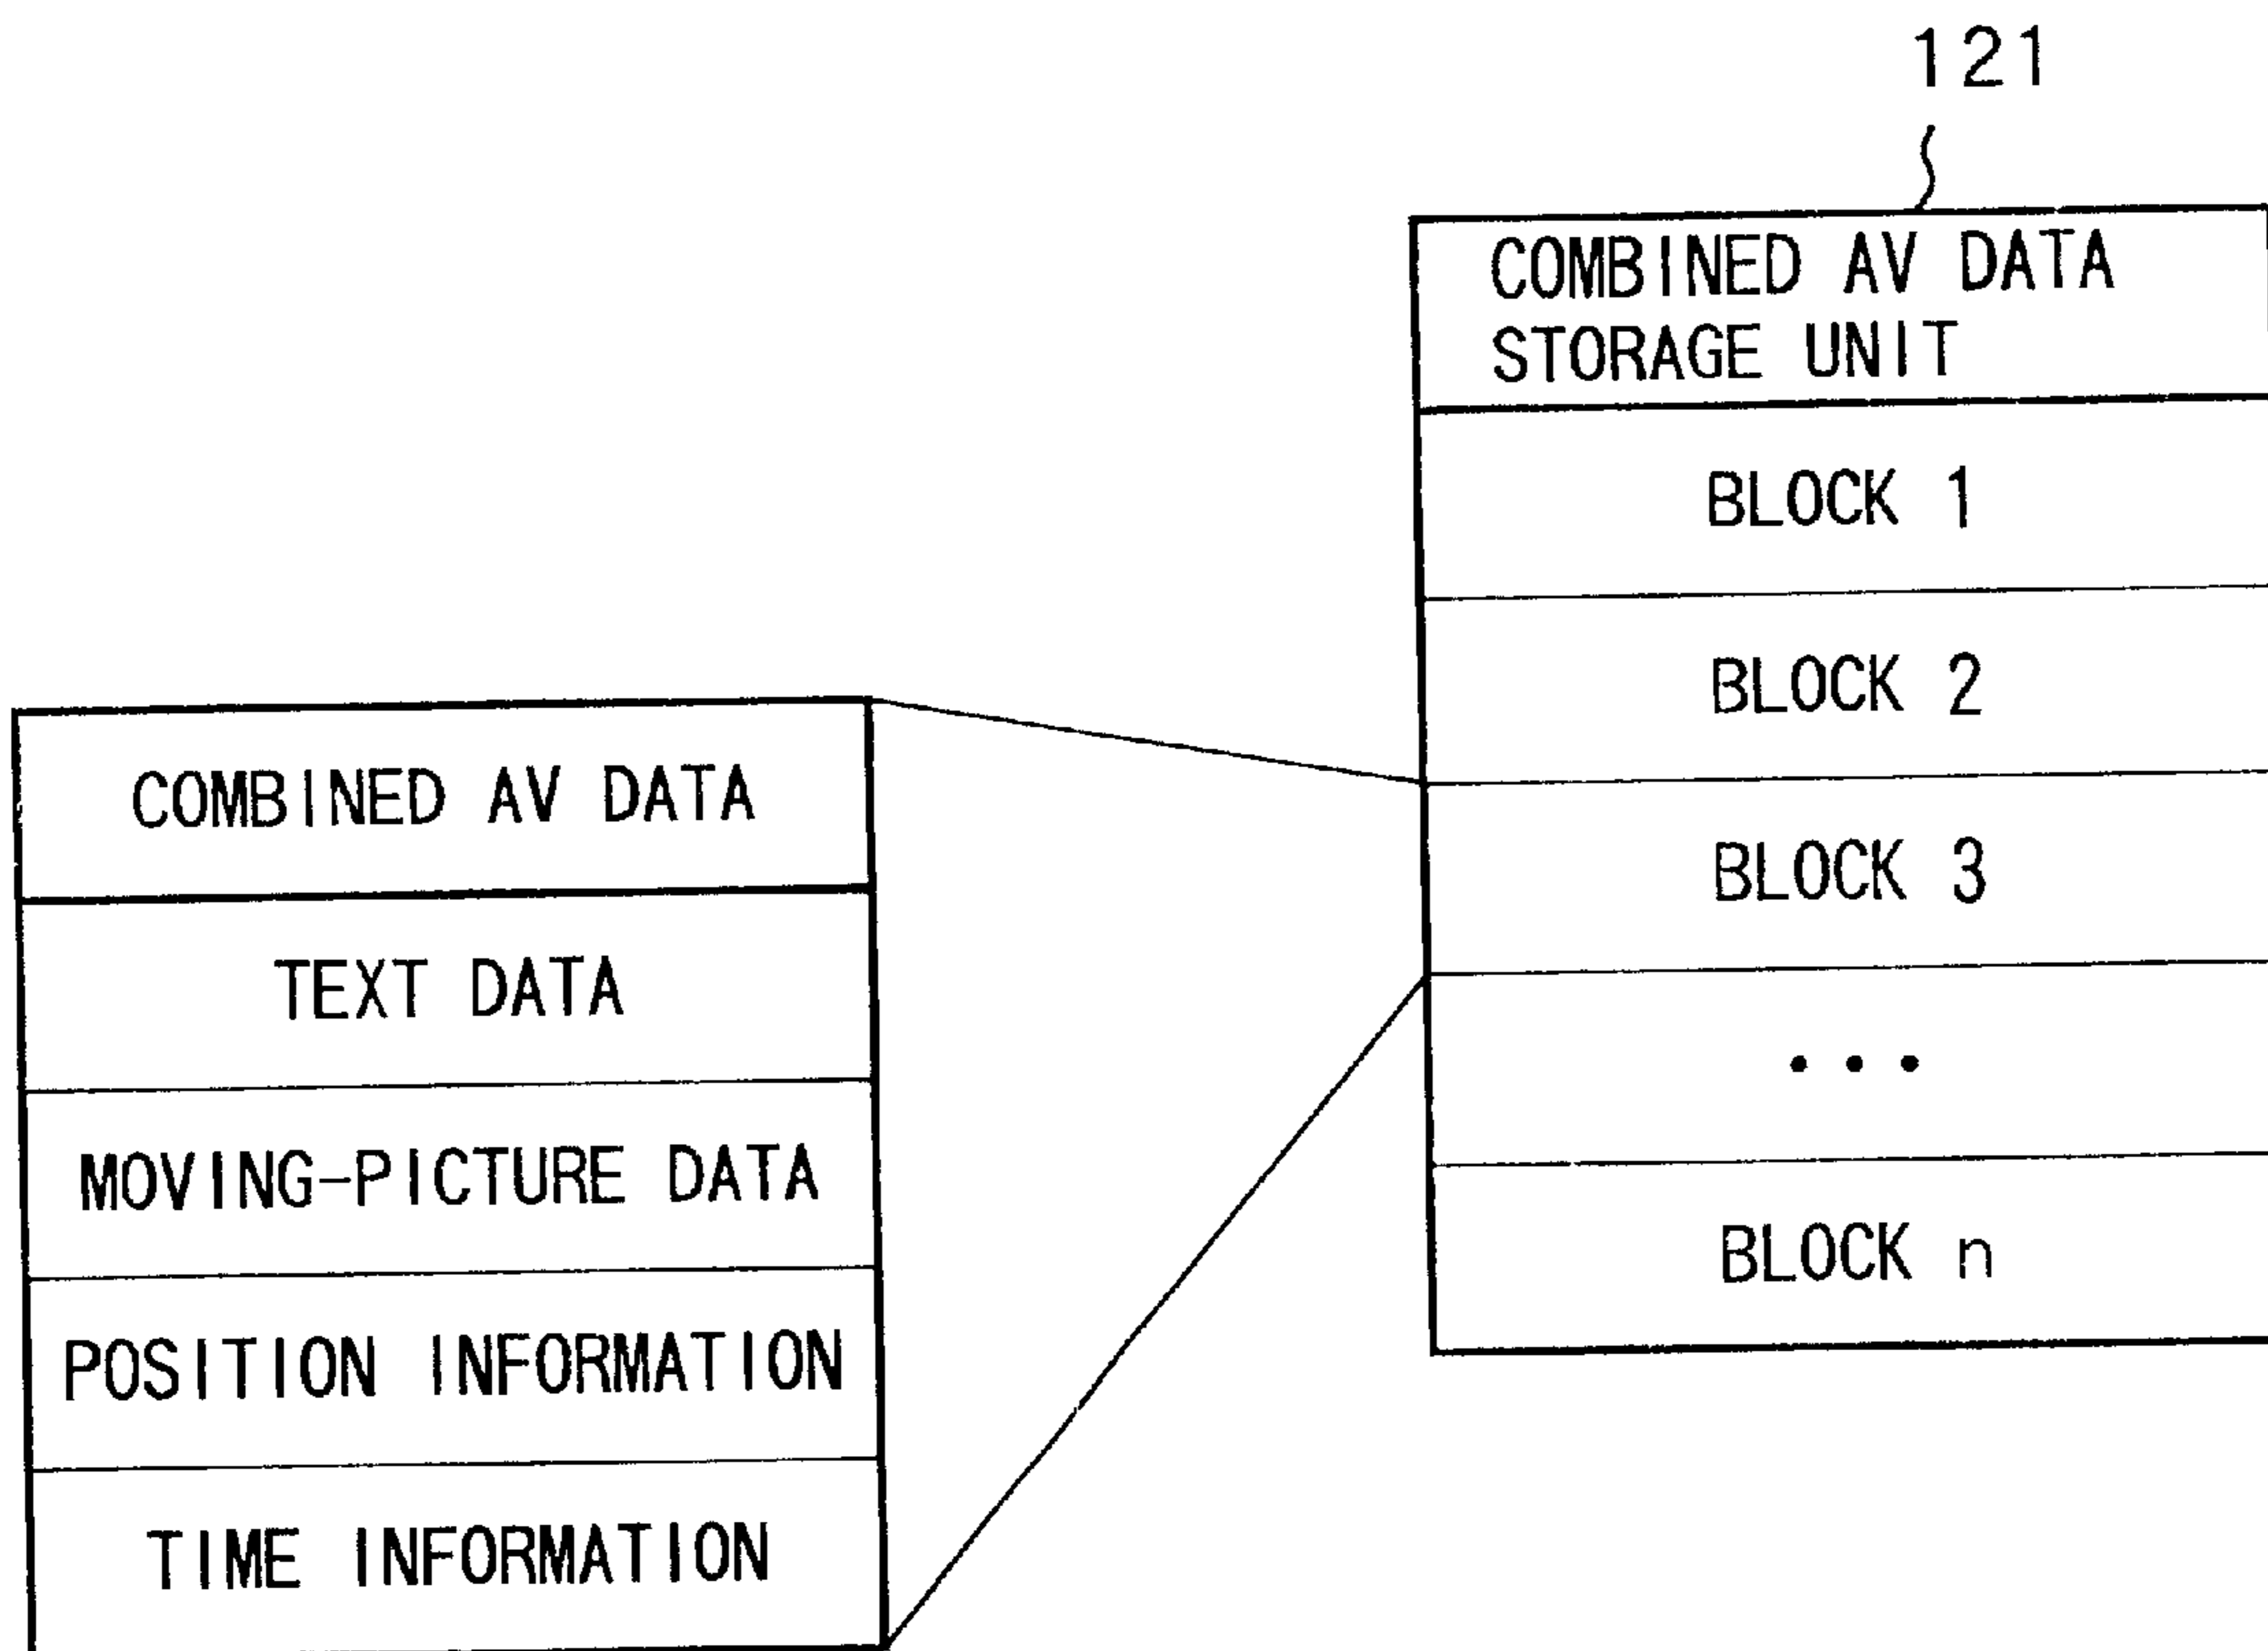 121
COMBINED AV DATA
STORAGE UNIT
BLOCK 1
BLOCK 2
BLOCK 3
• • •
BLOCK n
COMBINED AV DATA
TEXT DATA
MOVING-PICTURE DATA
POSITION INFORMATION
TIME INFORMATION